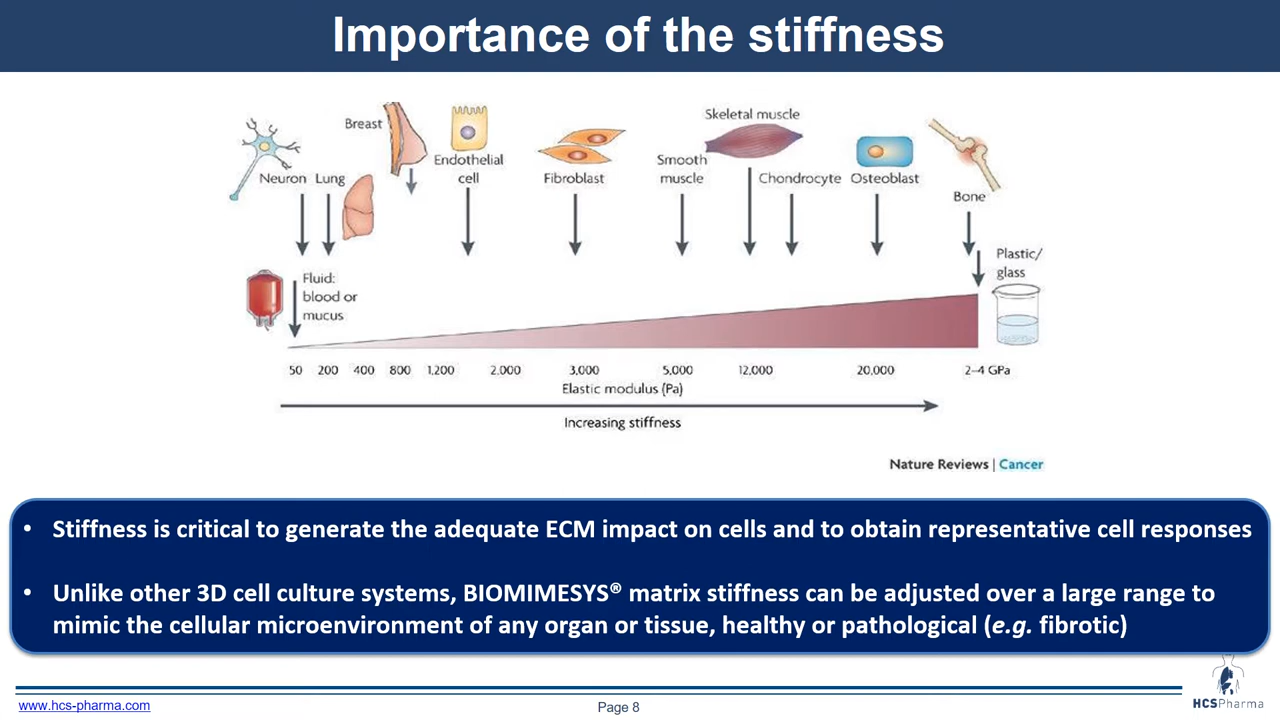 Importance of the stiffness
Breast
Skeletal muscle
Endothelial
cell
Smooth
muscle
Neuron
Lung
Fibroblast
Chondrocyte
Osteoblast
Bone
Plastic/
glass
Fluid:
blood or
mucus
50 200 400 800 1,200 2.000 3,000 5,000 12,000 20,000 2–4 GPa
Elastic modulus (Pa)
Increasing stiffness
Nature Reviews | Cancer
• Stiffness is critical to generate the adequate ECM impact on cells and to obtain representative cell responses
• Unlike other 3D cell culture systems, BIOMIMESYS® matrix stiffness can be adjusted over a large range to
mimic the cellular microenvironment of any organ or tissue, healthy or pathological (e.g. fibrotic)
www.hcs-pharma.com
Page 8
HCSPharma